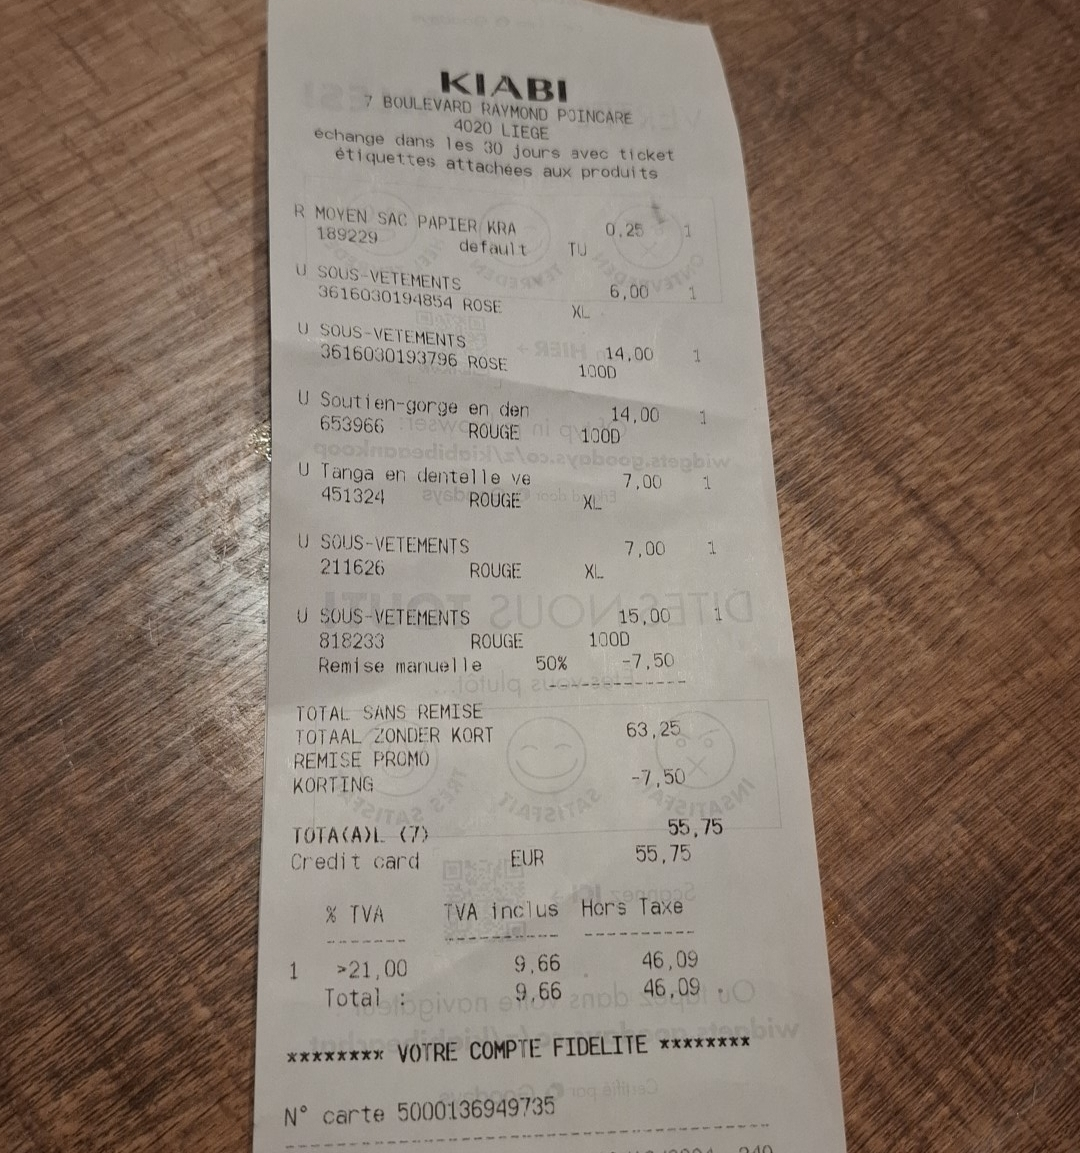 KIABI
7 BOULEVARD RAYMOND POINCARE
4020 LIEGE
échange dans les 30 jours avec ticket
étiquettes attachées aux produits
R MOYEN SAC PAPIER KRA 0,25 1
189229 default TU
U SOUS-VETEMENTS 6,00 1
3616030194854 ROSE XL
U SOUS-VETEMENTS 14,00 1
3616030193796 ROSE 100D
U Soutien-gorge en den 14,00 1
653966 ROUGE 100D
U Tanga en dentelle ve 7,00 1
451324 ROUGE XL
U SOUS-VETEMENTS 7,00 1
211626 ROUGE XL
U SOUS-VETEMENTS 15,00 1
818233 ROUGE 100D
Remise manuelle 50% -7,50
--------------
TOTAL SANS REMISE
TOTAAL ZONDER KORT 63,25
REMISE PROMO
KORTING -7,50
TOTA(A)L (7) 55,75
Credit card EUR 55,75
% TVA TVA inclus Hors Taxe
------- ---------- ----------
1 >21,00 9,66 46,09
Total : 9,66 46,09
******** VOTRE COMPTE FIDELITE ********
N° carte 5000136949735